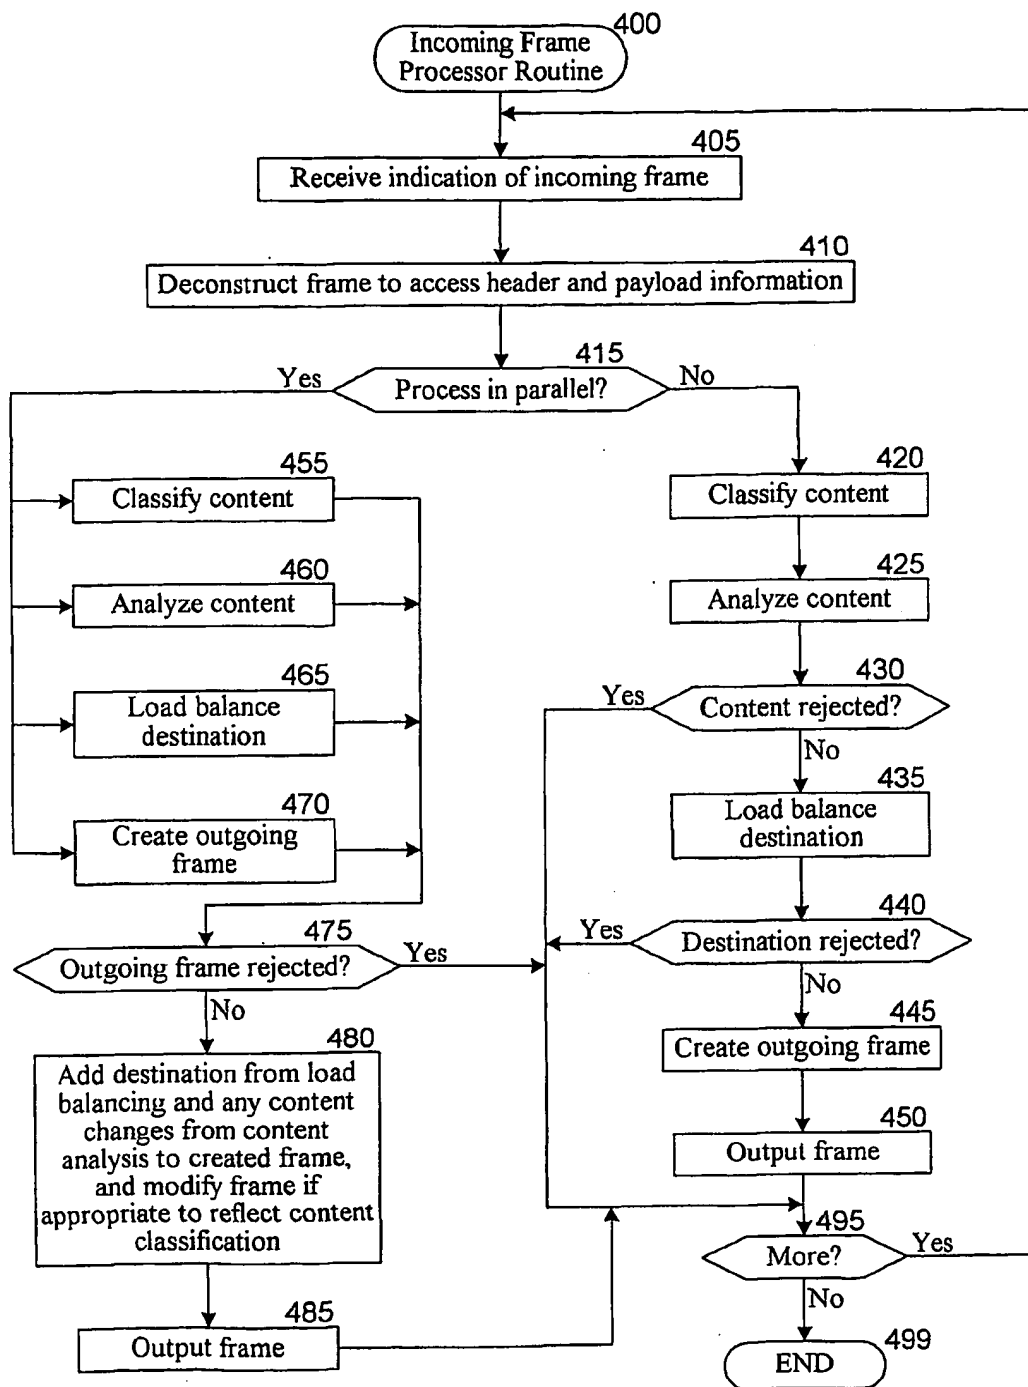 400
Incoming Frame
Processor Routine
405
Receive indication of incoming frame
410
Deconstruct frame to access header and payload information
415
Yes
Process in parallel?
No
455
Classify content
460
Analyze content
465
Load balance
destination
470
Create outgoing
frame
475
Outgoing frame rejected?
Yes
No
480
Add destination from load
balancing and any content
changes from content
analysis to created frame,
and modify frame if
appropriate to reflect content
classification
485
Output frame
420
Classify content
425
Analyze content
430
Yes
Content rejected?
No
435
Load balance
destination
440
Yes
Destination rejected?
No
445
Create outgoing frame
450
Output frame
495
More?
Yes
No
499
END